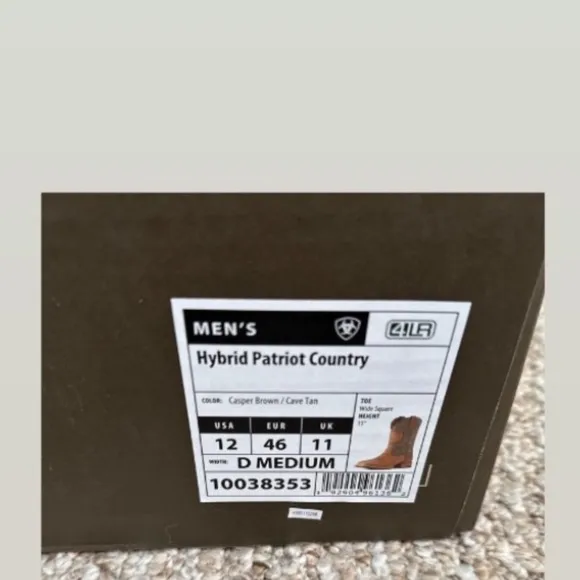 MEN'S 4LR
Hybrid Patriot Country
COLOR: Casper Brown / Cave Tan
TOE
Wide Square
HEIGHT
11"
USA EUR UK
12 46 11
WIDTH: D MEDIUM
10038353